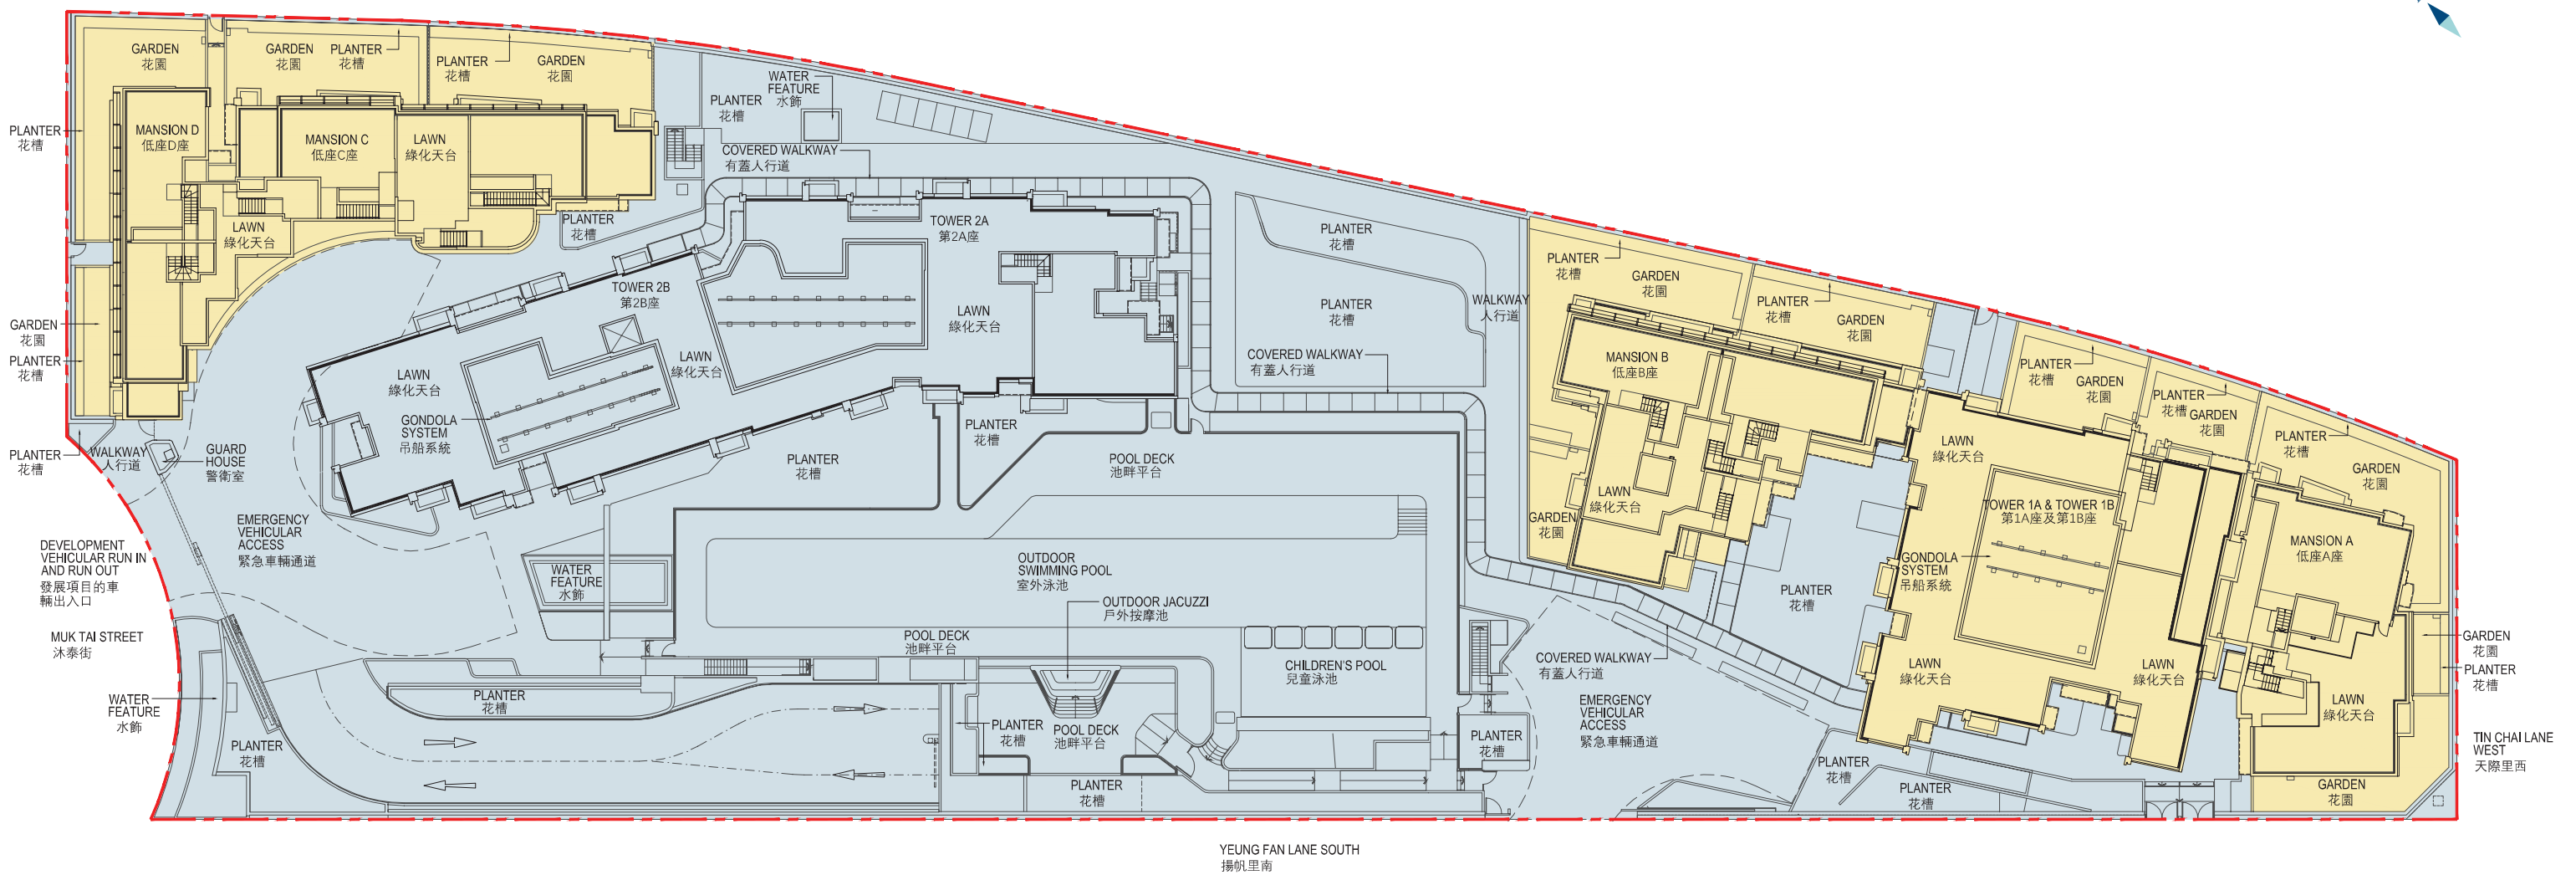 GARDEN
花園
GARDEN
花園
PLANTER
花槽
PLANTER
花槽
GARDEN
花園
WATER
FEATURE
水飾
PLANTER
花槽
PLANTER
花槽
MANSION D
低座D座
MANSION C
低座C座
LAWN
綠化天台
COVERED WALKWAY
有蓋人行道
LAWN
綠化天台
PLANTER
花槽
TOWER 2A
第2A座
PLANTER
花槽
PLANTER
花槽
GARDEN
花園
PLANTER
花槽
GARDEN
花園
TOWER 2B
第2B座
LAWN
綠化天台
PLANTER
花槽
WALKWAY
人行道
PLANTER
花槽
GARDEN
花園
PLANTER
花槽
LAWN
綠化天台
LAWN
綠化天台
COVERED WALKWAY
有蓋人行道
MANSION B
低座B座
PLANTER
花槽
GARDEN
花園
PLANTER
花槽
GARDEN
花園
PLANTER
花槽
GARDEN
花園
GONDOLA
SYSTEM
吊船系統
PLANTER
花槽
LAWN
綠化天台
PLANTER
花槽
WALKWAY
人行道
GUARD
HOUSE
警衛室
PLANTER
花槽
POOL DECK
池畔平台
LAWN
綠化天台
GARDEN
花園
TOWER 1A & TOWER 1B
第1A座及第1B座
EMERGENCY
VEHICULAR
ACCESS
緊急車輛通道
DEVELOPMENT
VEHICULAR RUN IN
AND RUN OUT
發展項目的車
輛出入口
WATER
FEATURE
水飾
OUTDOOR
SWIMMING POOL
室外泳池
GONDOLA
SYSTEM
吊船系統
MANSION A
低座A座
PLANTER
花槽
OUTDOOR JACUZZI
戶外按摩池
MUK TAI STREET
沐泰街
POOL DECK
池畔平台
CHILDREN'S POOL
兒童泳池
COVERED WALKWAY
有蓋人行道
LAWN
綠化天台
LAWN
綠化天台
GARDEN
花園
PLANTER
花槽
WATER
FEATURE
水飾
PLANTER
花槽
PLANTER
花槽
POOL DECK
池畔平台
PLANTER
花槽
EMERGENCY
VEHICULAR
ACCESS
緊急車輛通道
LAWN
綠化天台
PLANTER
花槽
PLANTER
花槽
PLANTER
花槽
PLANTER
花槽
GARDEN
花園
TIN CHAI LANE
WEST
天際里西
YEUNG FAN LANE SOUTH
揚帆里南